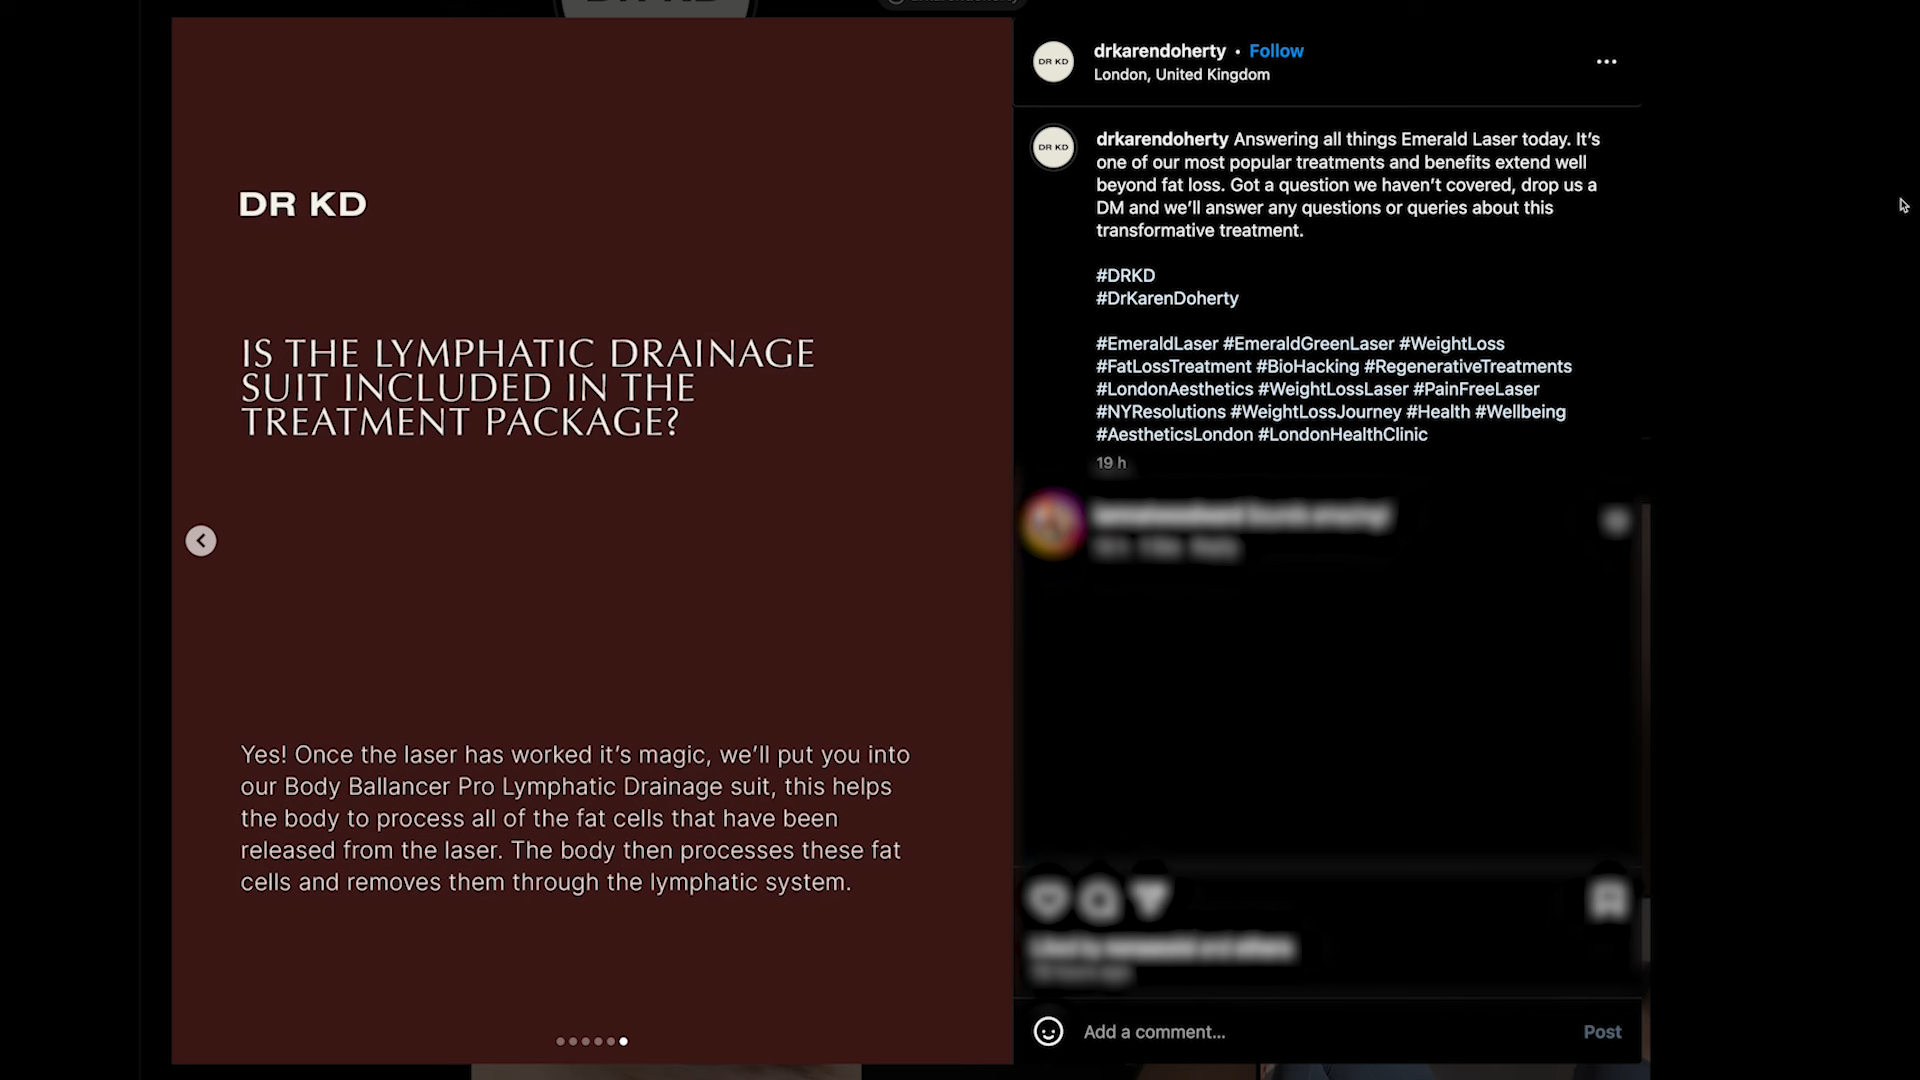 DR KD
IS THE LYMPHATIC DRAINAGE
SUIT INCLUDED IN THE
TREATMENT PACKAGE?
Yes! Once the laser has worked it's magic, we'll put you into
our Body Ballancer Pro Lymphatic Drainage suit, this helps
the body to process all of the fat cells that have been
released from the laser. The body then processes these fat
cells and removes them through the lymphatic system.
DR KD
drkarendoherty • Follow
London, United Kingdom
DR KD
drkarendoherty Answering all things Emerald Laser today. It's
one of our most popular treatments and benefits extend well
beyond fat loss. Got a question we haven't covered, drop us a
DM and we'll answer any questions or queries about this
transformative treatment.
#DRKD
#DrKarenDoherty
#EmeraldLaser #EmeraldGreenLaser #WeightLoss
#FatLossTreatment #BioHacking #RegenerativeTreatments
#LondonAesthetics #WeightLossLaser #PainFreeLaser
#NYResolutions #WeightLossJourney #Health #Wellbeing
#AestheticsLondon #LondonHealthClinic
19 h
Add a comment...
Post